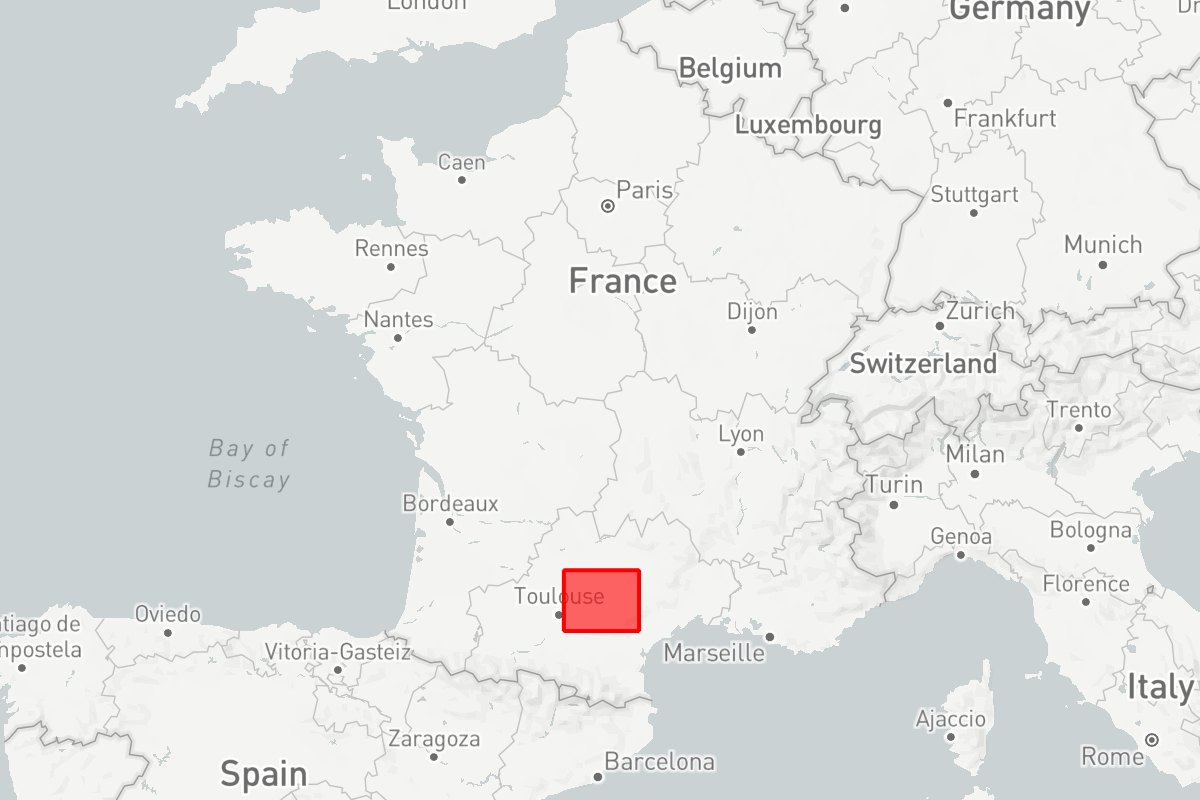 London
Germany
Dr
Belgium
Luxembourg
Frankfurt
Caen
Paris
Stuttgart
Rennes
Munich
France
Nantes
Dijon
Zurich
Switzerland
Trento
Bay of
Biscay
Lyon
Milan
Turin
Bordeaux
Genoa
Bologna
Toulouse
Florence
Oviedo
tiago de
mpostela
Vitoria-Gasteiz
Marseille
Italy
Ajaccio
Zaragoza
Rome
Spain
Barcelona